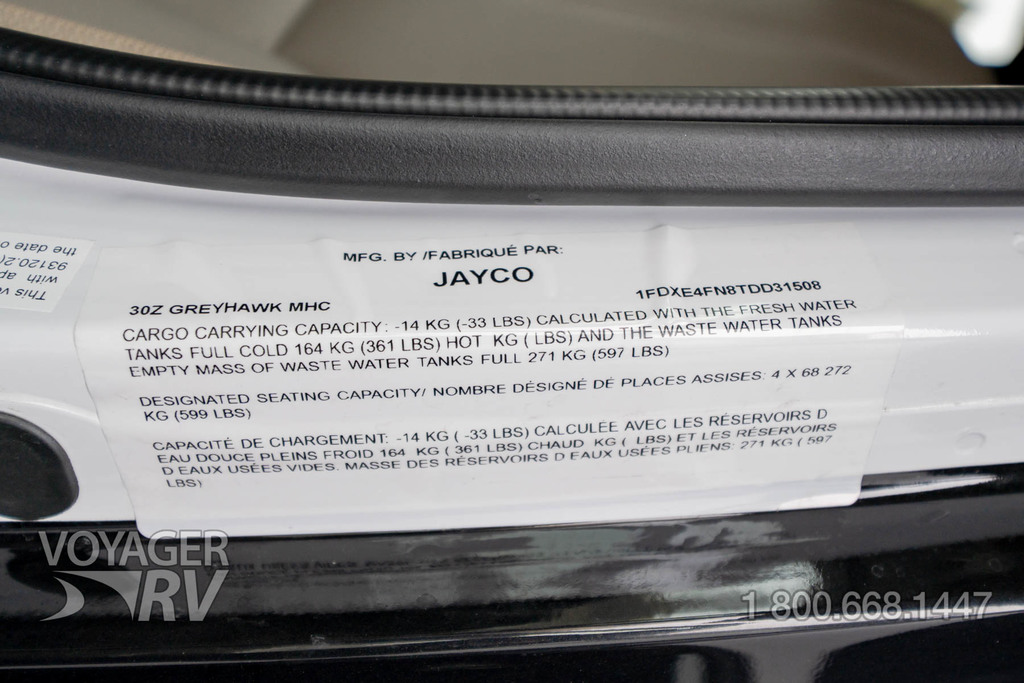 MFG. BY /FABRIQUÉ PAR:
JAYCO
30Z GREYHAWK MHC 1FDXE4FN8TDD31508
CARGO CARRYING CAPACITY: -14 KG (-33 LBS) CALCULATED WITH THE FRESH WATER
TANKS FULL COLD 164 KG (361 LBS) HOT KG ( LBS) AND THE WASTE WATER TANKS
EMPTY MASS OF WASTE WATER TANKS FULL 271 KG (597 LBS)
DESIGNATED SEATING CAPACITY/ NOMBRE DÉSIGNÉ DE PLACES ASSISES: 4 X 68 272
KG (599 LBS)
CAPACITÉ DE CHARGEMENT: -14 KG ( -33 LBS) CALCULÉE AVEC LES RÉSERVOIRS D
EAU DOUCE PLEINS FROID 164 KG ( 361 LBS) CHAUD KG ( LBS) ET LES RÉSERVOIRS
D EAUX USÉES VIDES. MASSE DES RÉSERVOIRS D EAUX USÉES PLIENS: 271 KG ( 597
LBS)
This v
with ap
93120.2(
the date o
VOYAGER
RV
1 800.668.1447